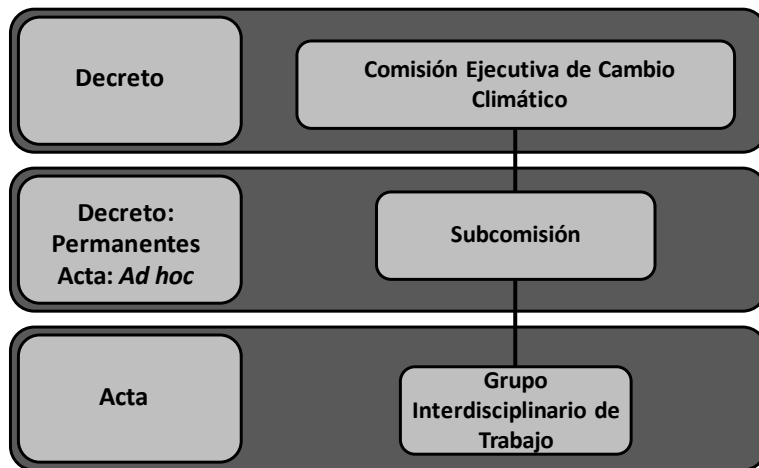 Decreto
Comisión Ejecutiva de Cambio
Climático
Decreto:
Permanentes
Acta: Ad hoc
Subcomisión
Acta
Grupo
Interdisciplinario de
Trabajo